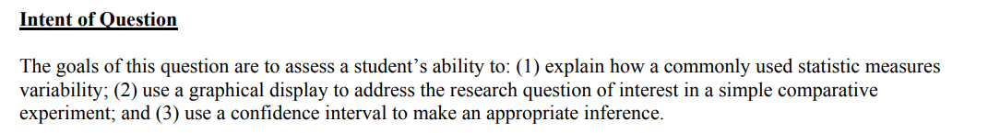 Intent of Question
The goals of this question are to assess a student’s ability to: (1) explain how a commonly used statistic measures
variability; (2) use a graphical display to address the research question of interest in a simple comparative
experiment; and (3) use a confidence interval to make an appropriate inference.